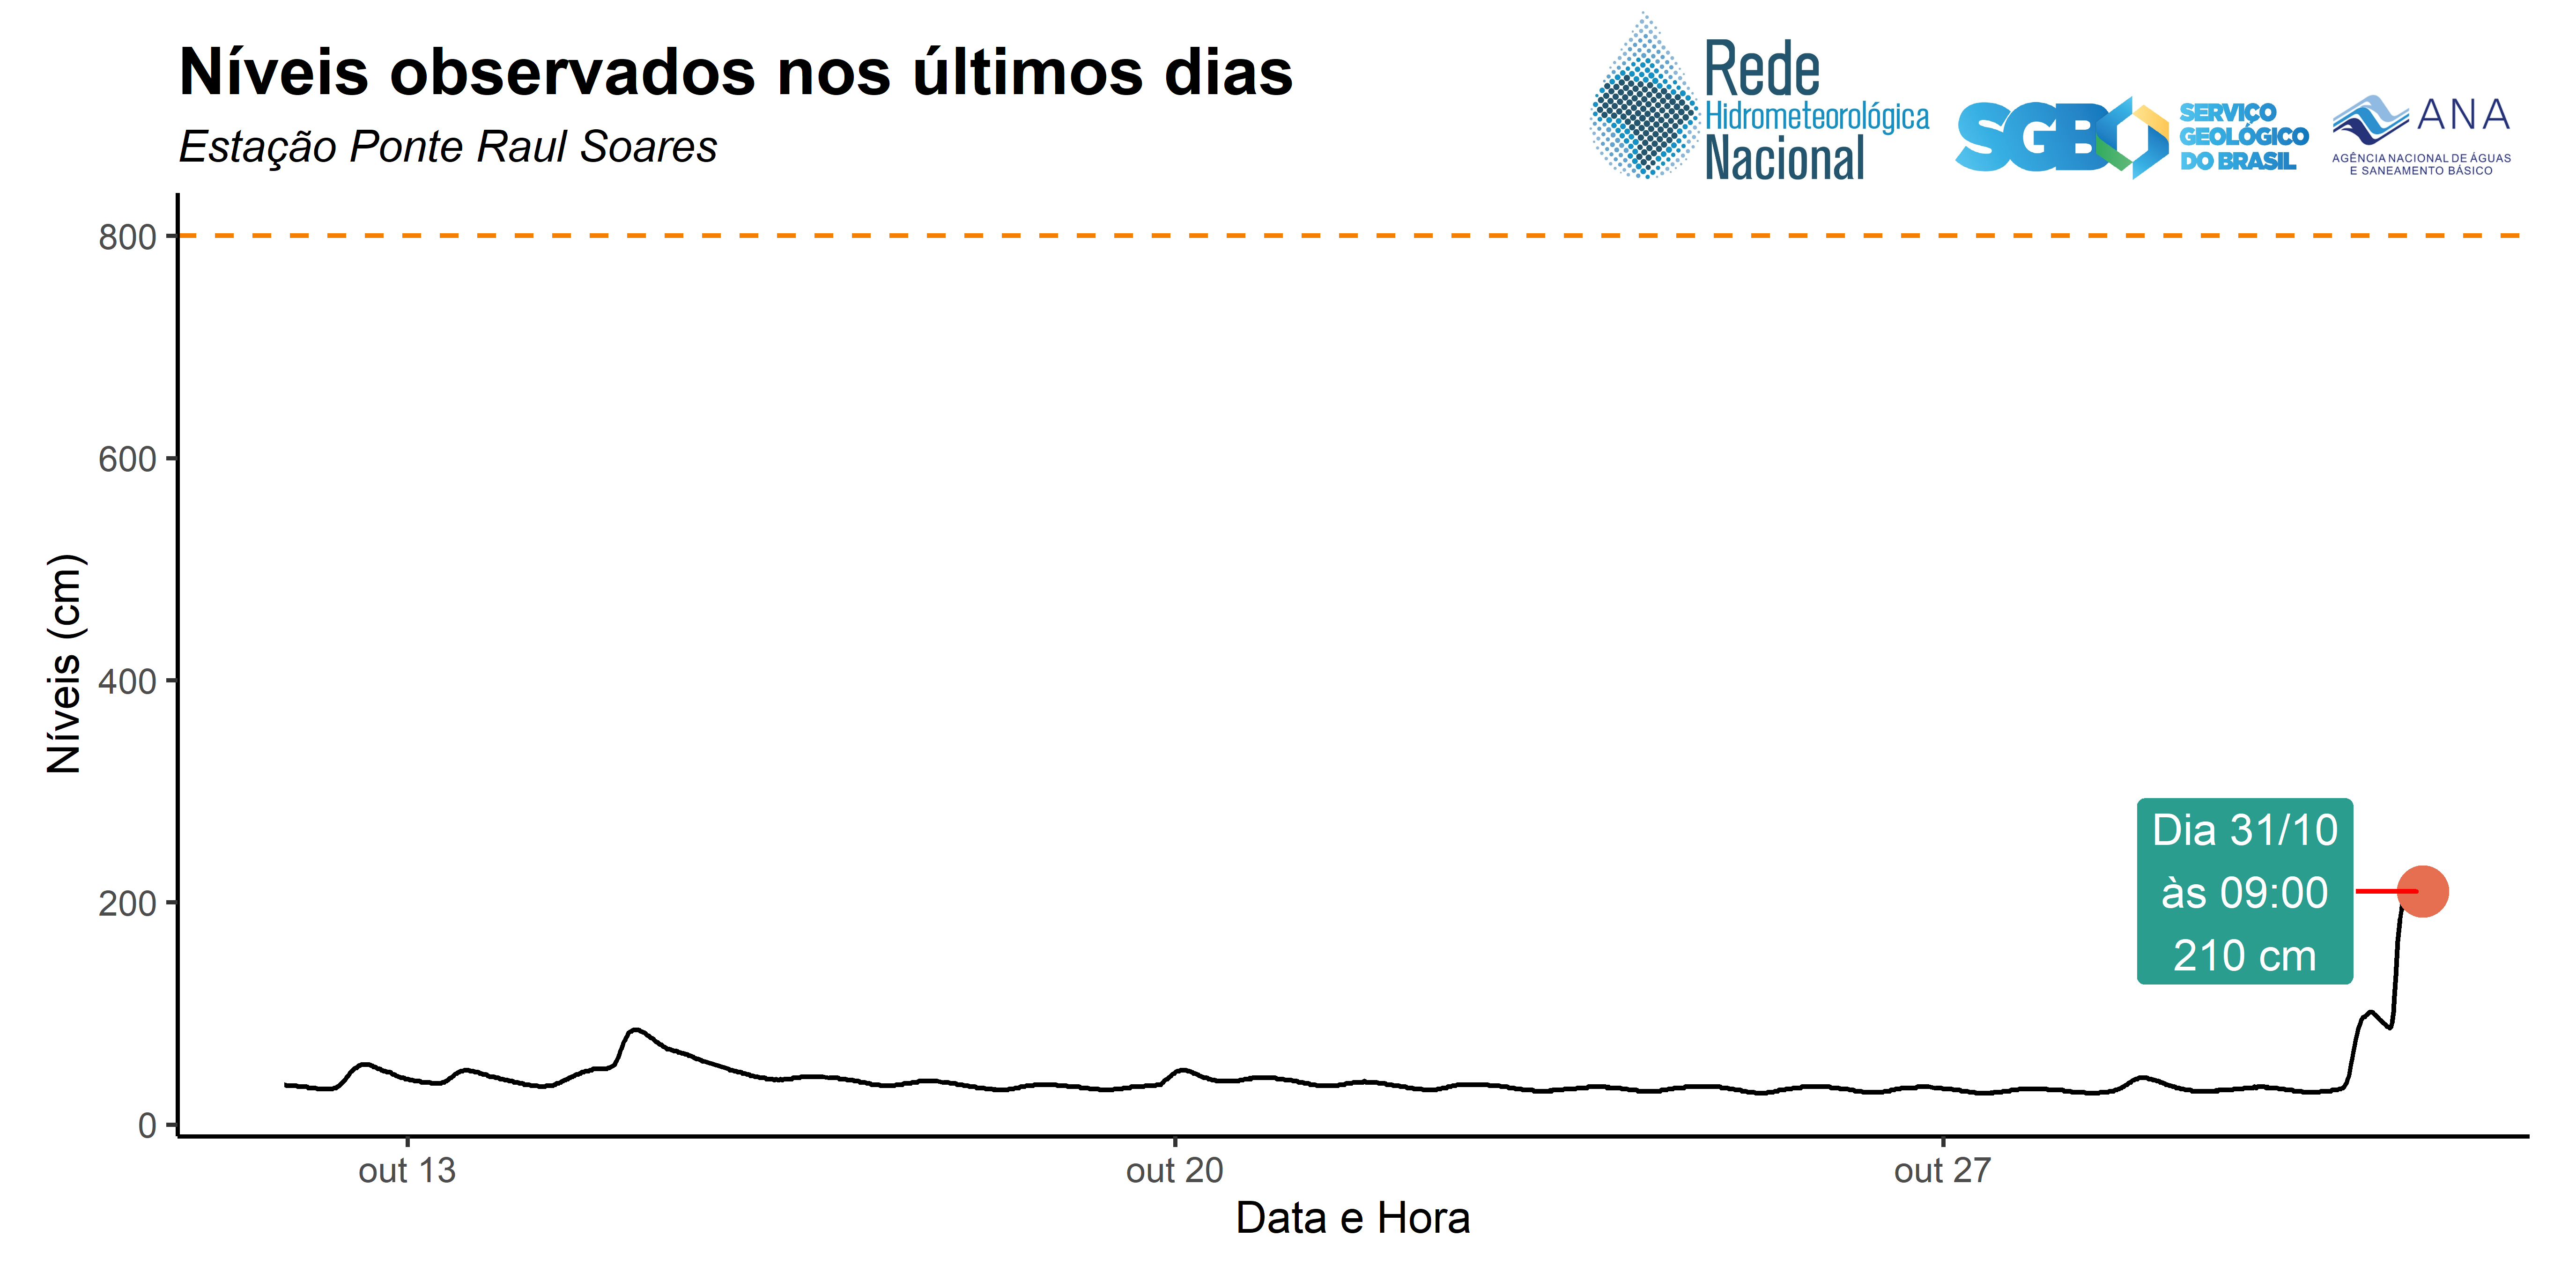 Níveis observados nos últimos dias
Estação Ponte Raul Soares
Rede
Hidrometeorológica
Nacional
SGB
SERVIÇO
GEOLÓGICO
DO BRASIL
ANA
AGÊNCIA NACIONAL DE ÁGUAS
E SANEAMENTO BÁSICO
Níveis (cm)
800
600
400
200
0
Dia 31/10
às 09:00
210 cm
out 13
out 20
out 27
Data e Hora